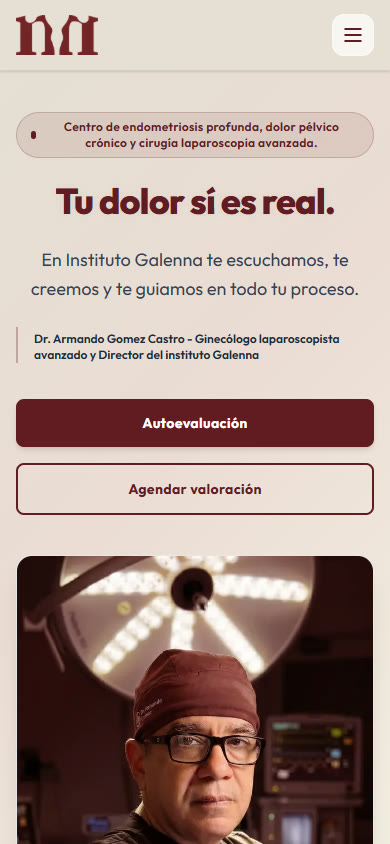 Centro de endometriosis profunda, dolor pélvico
crónico y cirugía laparoscopia avanzada.
Tu dolor sí es real.
En Instituto Galenna te escuchamos, te
creemos y te guiamos en todo tu proceso.
Dr. Armando Gomez Castro - Ginecólogo laparoscopista
avanzado y Director del instituto Galenna
Autoevaluación
Agendar valoración